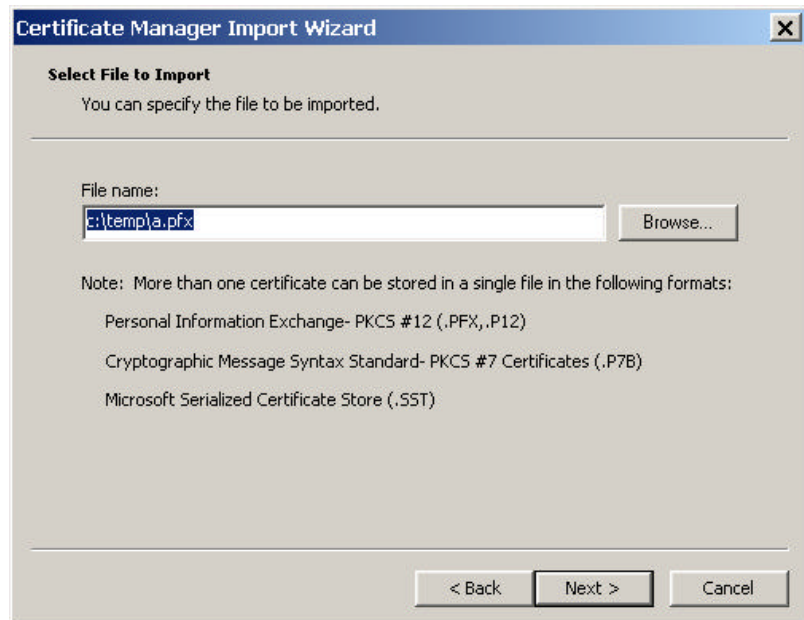 Certificate Manager Import Wizard
Select File to Import
You can specify the file to be imported.
File name:
c:\temp\a.pfx
Browse...
Note: More than one certificate can be stored in a single file in the following formats:
Personal Information Exchange- PKCS #12 (.PFX,.P12)
Cryptographic Message Syntax Standard- PKCS #7 Certificates (.P7B)
Microsoft Serialized Certificate Store (.SST)
< Back
Next >
Cancel